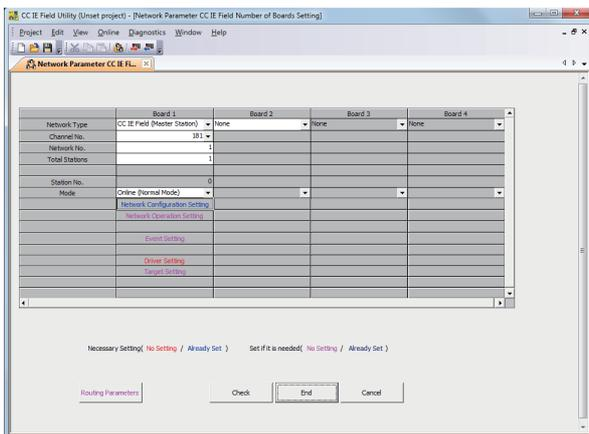 CC IE Field Utility (Unset project) - [Network Parameter CC IE Field Number of Boards Setting]
Project Edit View Online Diagnostics Window Help
Network Parameter CC IE Fi...
Board 1 Board 2 Board 3 Board 4
Network Type CC IE Field (Master Station) None None None
Channel No. 181
Network No. 1
Total Stations 1
Station No. 0
Mode Online (Normal Mode)
Network Configuration Setting
Network Operation Setting
Event Setting
Driver Setting
Target Setting
Necessary Setting( No Setting / Already Set ) Set if it is needed( No Setting / Already Set )
Routing Parameters Check End Cancel